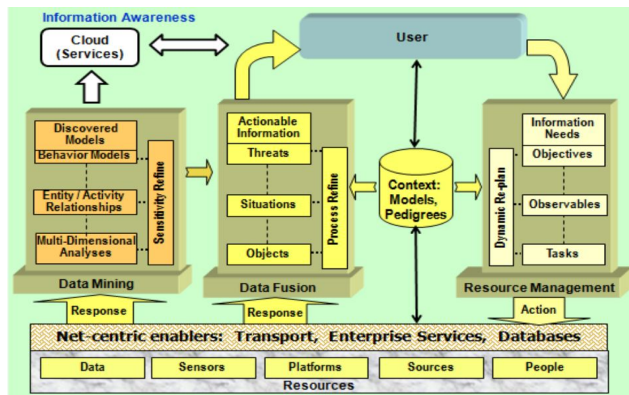 Information Awareness
Cloud
(Services)
User
Discovered
Models
Behavior Models
Entity / Activity
Relationships
Multi-Dimensional
Analyses
Sensitivity Refine
Data Mining
Actionable
Information
Threats
Situations
Objects
Process Refine
Data Fusion
Context:
Models,
Pedigrees
Dynamic Re-plan
Information
Needs
Objectives
Observables
Tasks
Resource Management
Response
Response
Action
Net-centric enablers: Transport, Enterprise Services, Databases
Data
Sensors
Platforms
Sources
People
Resources